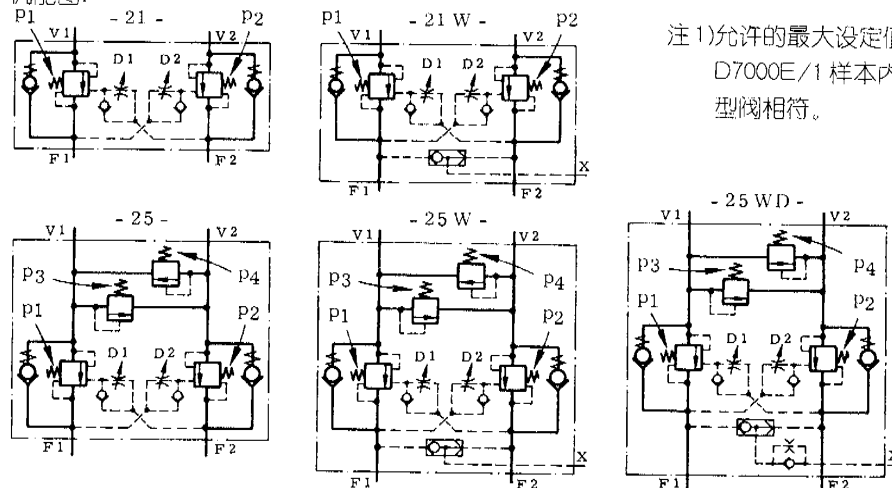 - 21 -
p1 V1 V2 p2
D1 D2
F1 F2
- 21 W -
p1 V1 V2 p2
D1 D2
X
F1 F2
注1)允许的最大设定值
D7000E/1 样本内
型阀相符。
- 25 -
V1 V2
p3 p4
p1 p2
D1 D2
F1 F2
- 25 W -
V1 V2
p3 p4
p1 p2
D1 D2
X
F1 F2
- 25 WD -
V1 V2
p3 p4
p1 p2
D1 D2
X
F1 F2